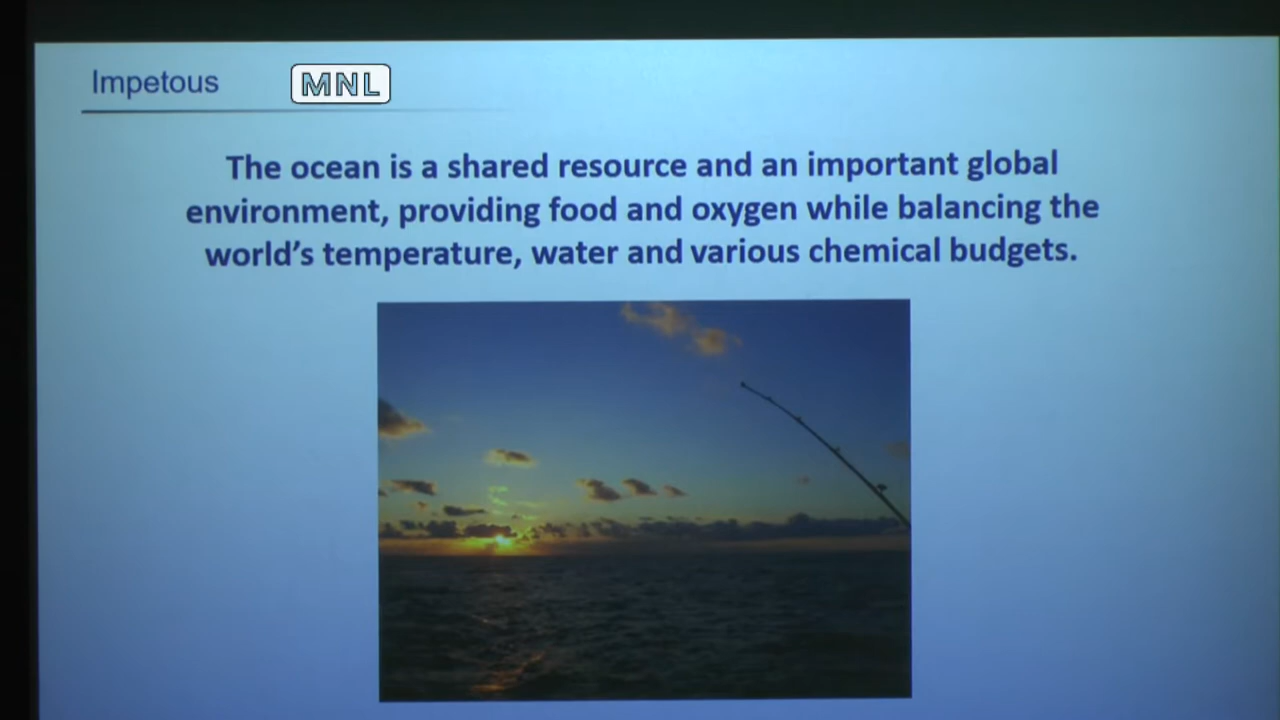 Impetous
MNL
The ocean is a shared resource and an important global
environment, providing food and oxygen while balancing the
world’s temperature, water and various chemical budgets.